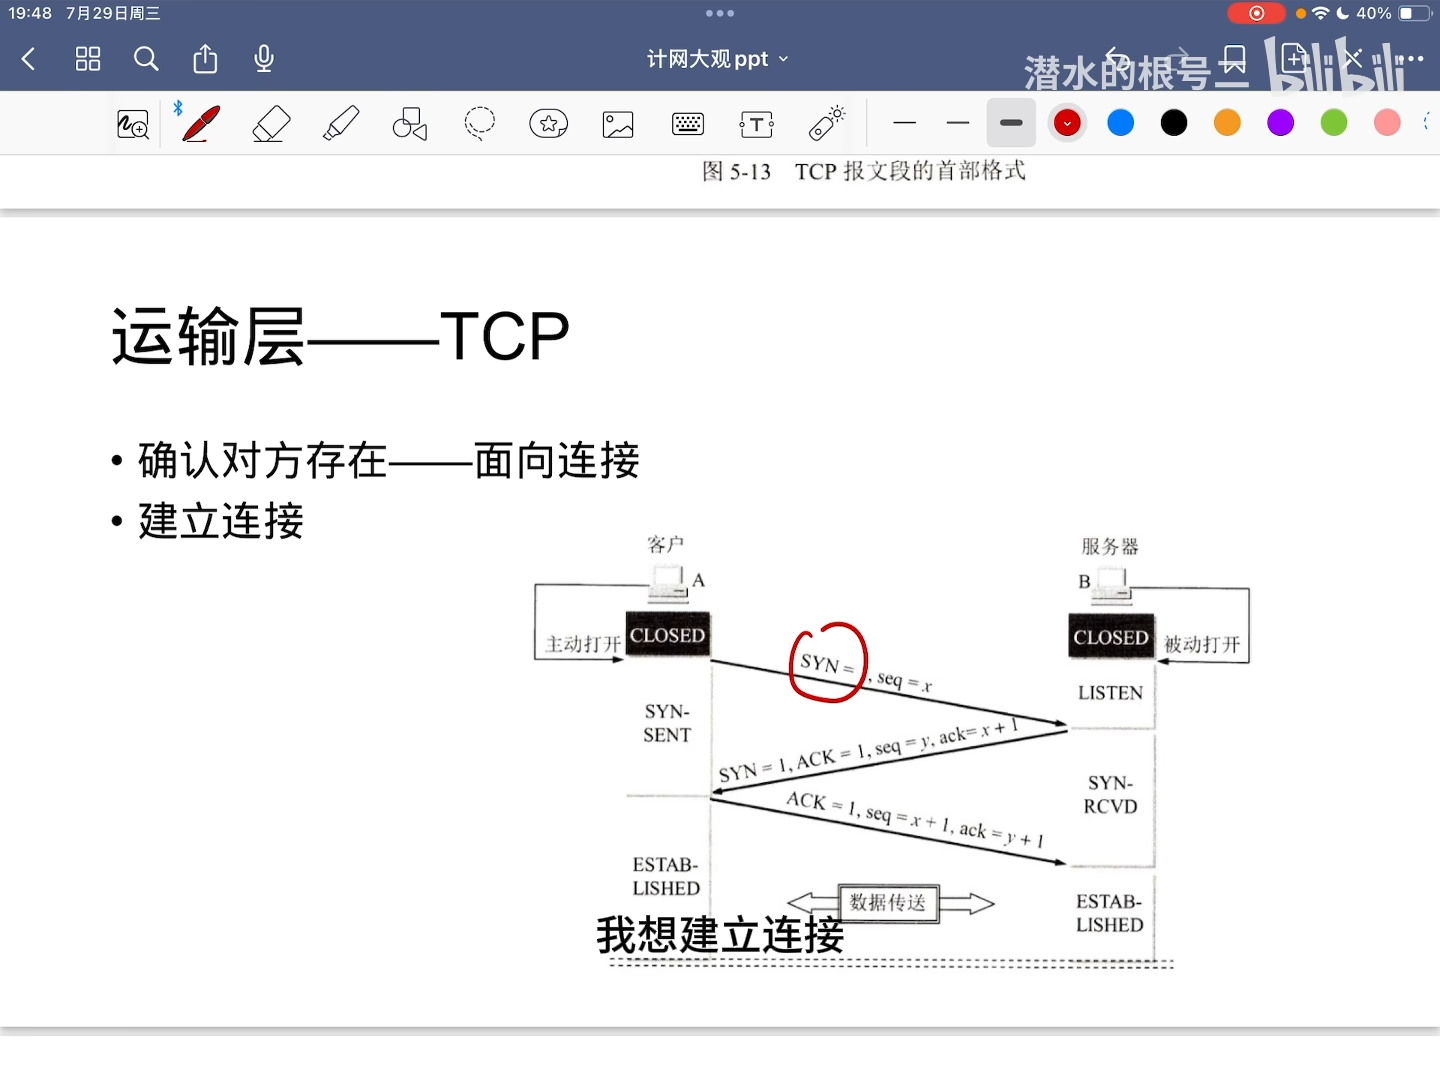 19:48 7月29日周三
40%
计网大观ppt
潜水的根号二 bilibili
图 5-13 TCP 报文段的首部格式
运输层——TCP
• 确认对方存在——面向连接
• 建立连接
客户
服务器
A
B
主动打开
CLOSED
CLOSED
被动打开
SYN = , seq = x
LISTEN
SYN-
SENT
SYN = 1, ACK = 1, seq = y, ack= x + 1
SYN-
RCVD
ACK = 1, seq = x + 1, ack = y + 1
ESTAB-
LISHED
数据传送
ESTAB-
LISHED
我想建立连接